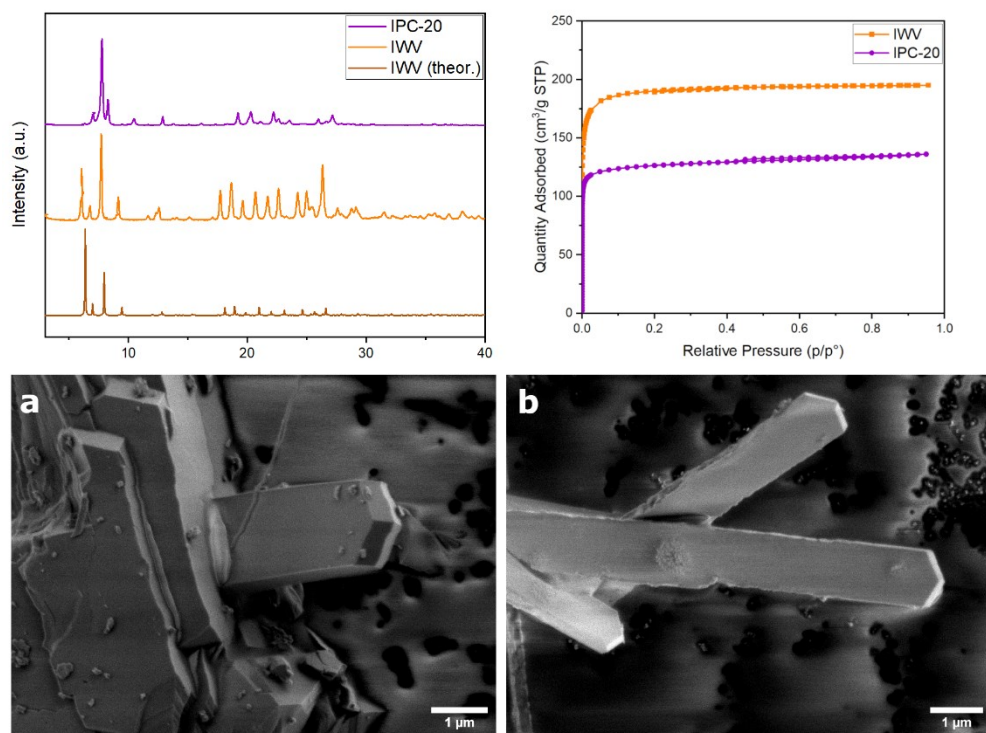 IPC-20
IWV
IWV (theor.)
Intensity (a.u.)
10
20
30
40
250
200
150
100
50
0
Quantity Adsorbed (cm³/g STP)
IWV
IPC-20
0.0
0.2
0.4
0.6
0.8
1.0
Relative Pressure (p/p°)
a
1 µm
b
1 µm